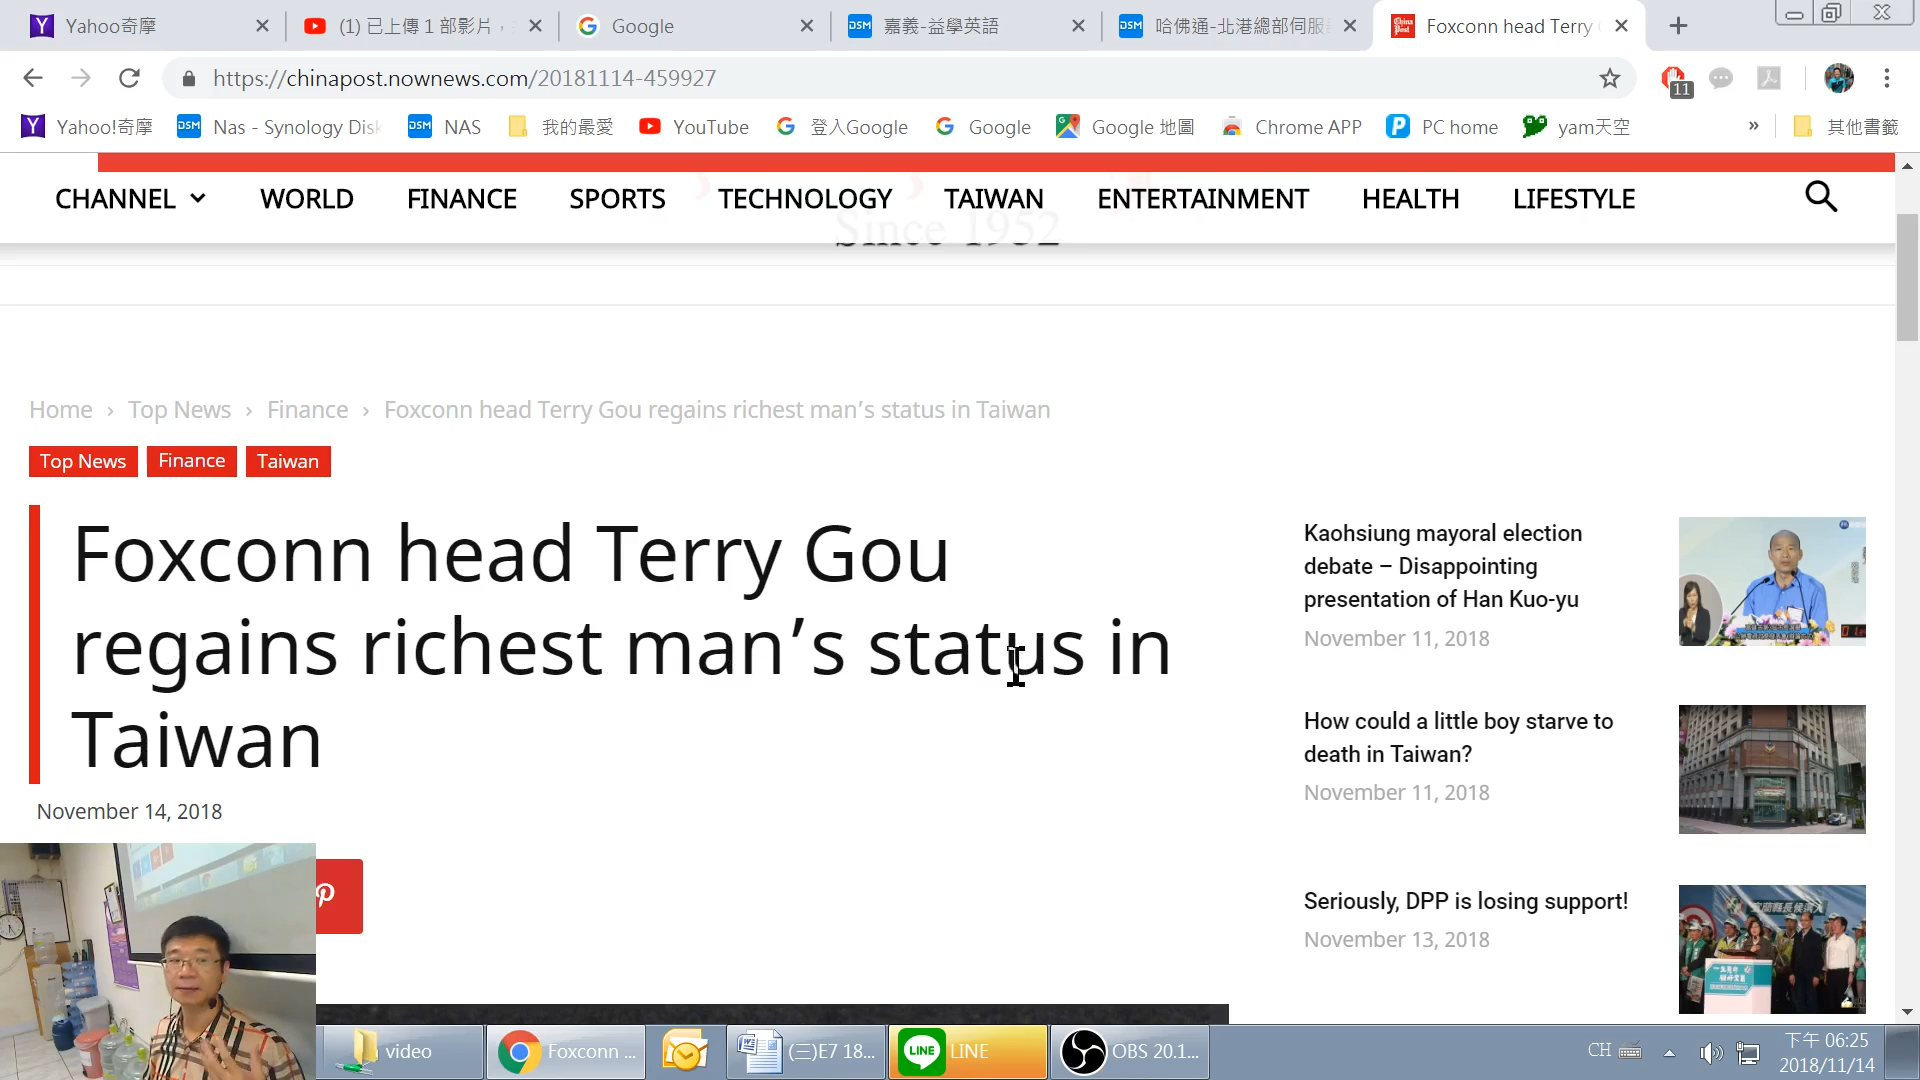 Yahoo奇摩
(1) 已上傳 1 部影片，
Google
DSM 嘉義-益學英語
DSM 哈佛通-北港總部伺服
Foxconn head Terry
https://chinapost.nownews.com/20181114-459927
11
Yahoo!奇摩
DSM Nas - Synology Disk
DSM NAS
我的最愛
YouTube
登入Google
Google
Google 地圖
Chrome APP
PC home
yam天空
»
其他書籤
CHANNEL
WORLD
FINANCE
SPORTS
TECHNOLOGY
TAIWAN
ENTERTAINMENT
HEALTH
LIFESTYLE
Since 1952
Home › Top News › Finance › Foxconn head Terry Gou regains richest man’s status in Taiwan
Top News
Finance
Taiwan
Foxconn head Terry Gou
regains richest man’s status in
Taiwan
November 14, 2018
Kaohsiung mayoral election
debate – Disappointing
presentation of Han Kuo-yu
November 11, 2018
How could a little boy starve to
death in Taiwan?
November 11, 2018
Seriously, DPP is losing support!
November 13, 2018
video
Foxconn ...
(三)E7 18...
LINE
LINE
OBS 20.1...
CH
下午 06:25
2018/11/14